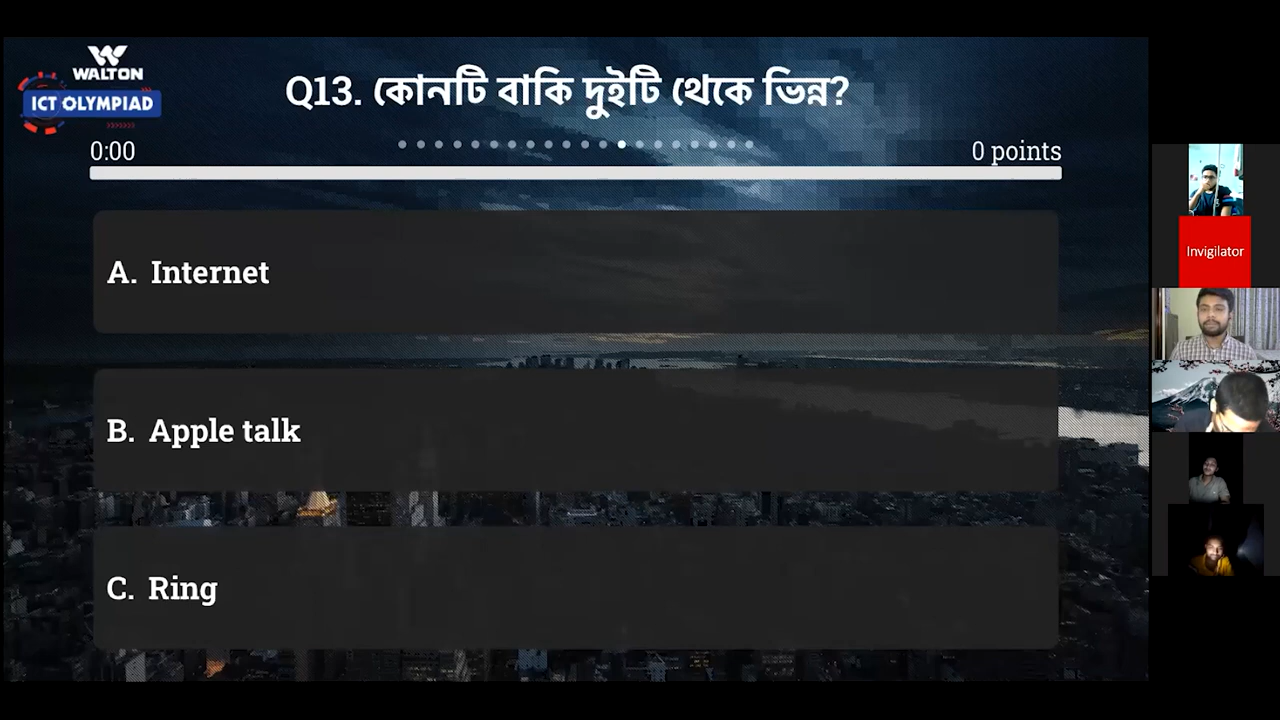 WALTON
ICT OLYMPIAD
Q13. কোনটি বাকি দুইটি থেকে ভিন্ন?
0:00
0 points
A. Internet
B. Apple talk
C. Ring
Invigilator